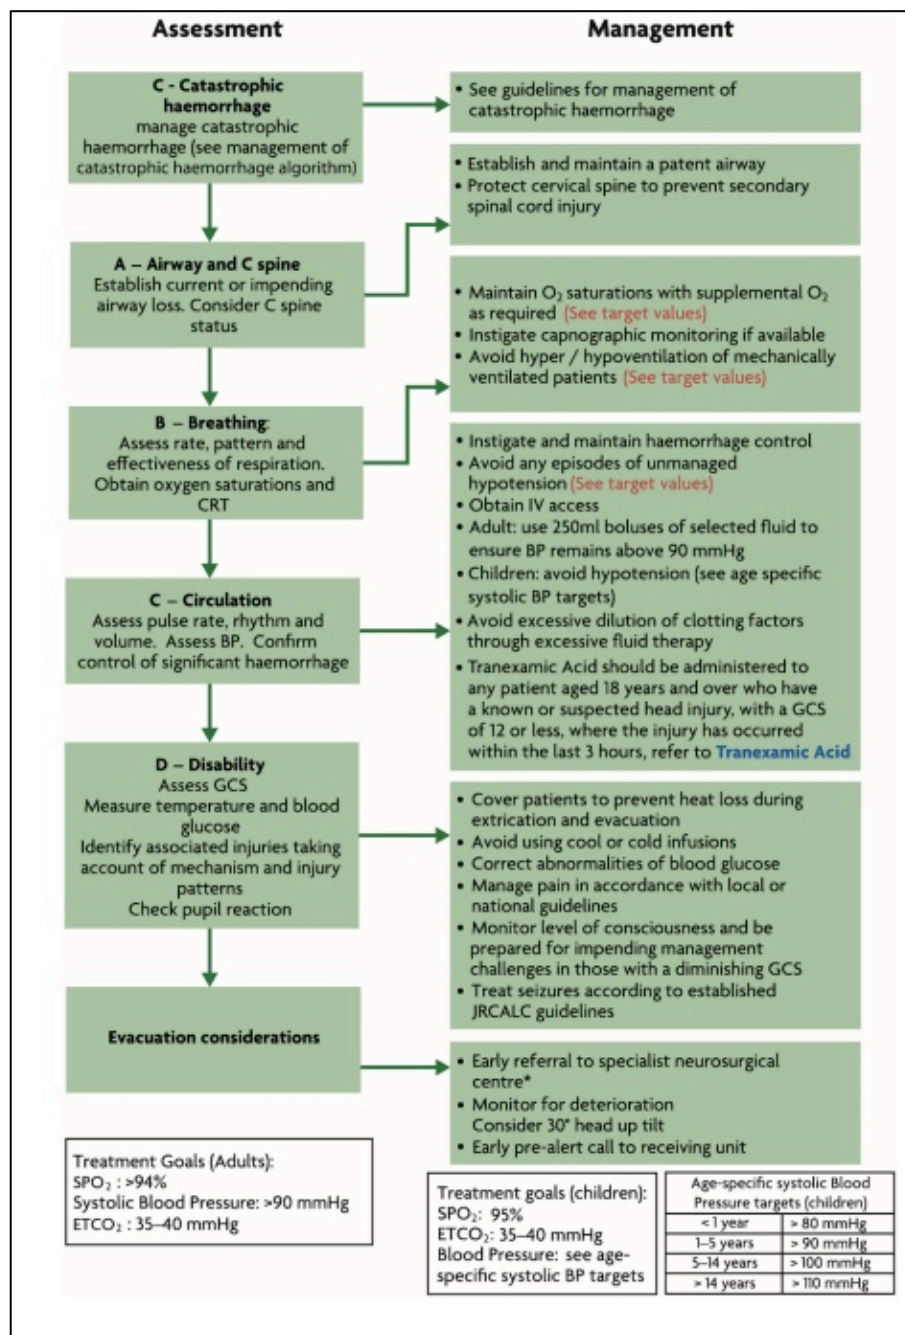 Assessment
Management
C - Catastrophic
haemorrhage
manage catastrophic
haemorrhage (see management of
catastrophic haemorrhage algorithm)
• See guidelines for management of
catastrophic haemorrhage
• Establish and maintain a patent airway
• Protect cervical spine to prevent secondary
spinal cord injury
A – Airway and C spine
Establish current or impending
airway loss. Consider C spine
status
• Maintain O₂ saturations with supplemental O₂
as required (See target values)
• Instigate capnographic monitoring if available
• Avoid hyper / hypoventilation of mechanically
ventilated patients (See target values)
B – Breathing:
Assess rate, pattern and
effectiveness of respiration.
Obtain oxygen saturations and
CRT
• Instigate and maintain haemorrhage control
• Avoid any episodes of unmanaged
hypotension (See target values)
• Obtain IV access
• Adult: use 250ml boluses of selected fluid to
ensure BP remains above 90 mmHg
• Children: avoid hypotension (see age specific
systolic BP targets)
• Avoid excessive dilution of clotting factors
through excessive fluid therapy
• Tranexamic Acid should be administered to
any patient aged 18 years and over who have
a known or suspected head injury, with a GCS
of 12 or less, where the injury has occurred
within the last 3 hours, refer to Tranexamic Acid
C – Circulation
Assess pulse rate, rhythm and
volume. Assess BP. Confirm
control of significant haemorrhage
D – Disability
Assess GCS
Measure temperature and blood
glucose
Identify associated injuries taking
account of mechanism and injury
patterns
Check pupil reaction
• Cover patients to prevent heat loss during
extrication and evacuation
• Avoid using cool or cold infusions
• Correct abnormalities of blood glucose
• Manage pain in accordance with local or
national guidelines
• Monitor level of consciousness and be
prepared for impending management
challenges in those with a diminishing GCS
• Treat seizures according to established
JRCALC guidelines
Evacuation considerations
• Early referral to specialist neurosurgical
centre*
• Monitor for deterioration
Consider 30° head up tilt
• Early pre-alert call to receiving unit
Treatment Goals (Adults):
SPO₂ : >94%
Systolic Blood Pressure: >90 mmHg
ETCO₂ : 35–40 mmHg
Treatment goals (children):
SPO₂: 95%
ETCO₂: 35–40 mmHg
Blood Pressure: see age-
specific systolic BP targets
Age-specific systolic Blood
Pressure targets (children)
<1 year > 80 mmHg
1–5 years > 90 mmHg
5–14 years >100 mmHg
> 14 years > 110 mmHg